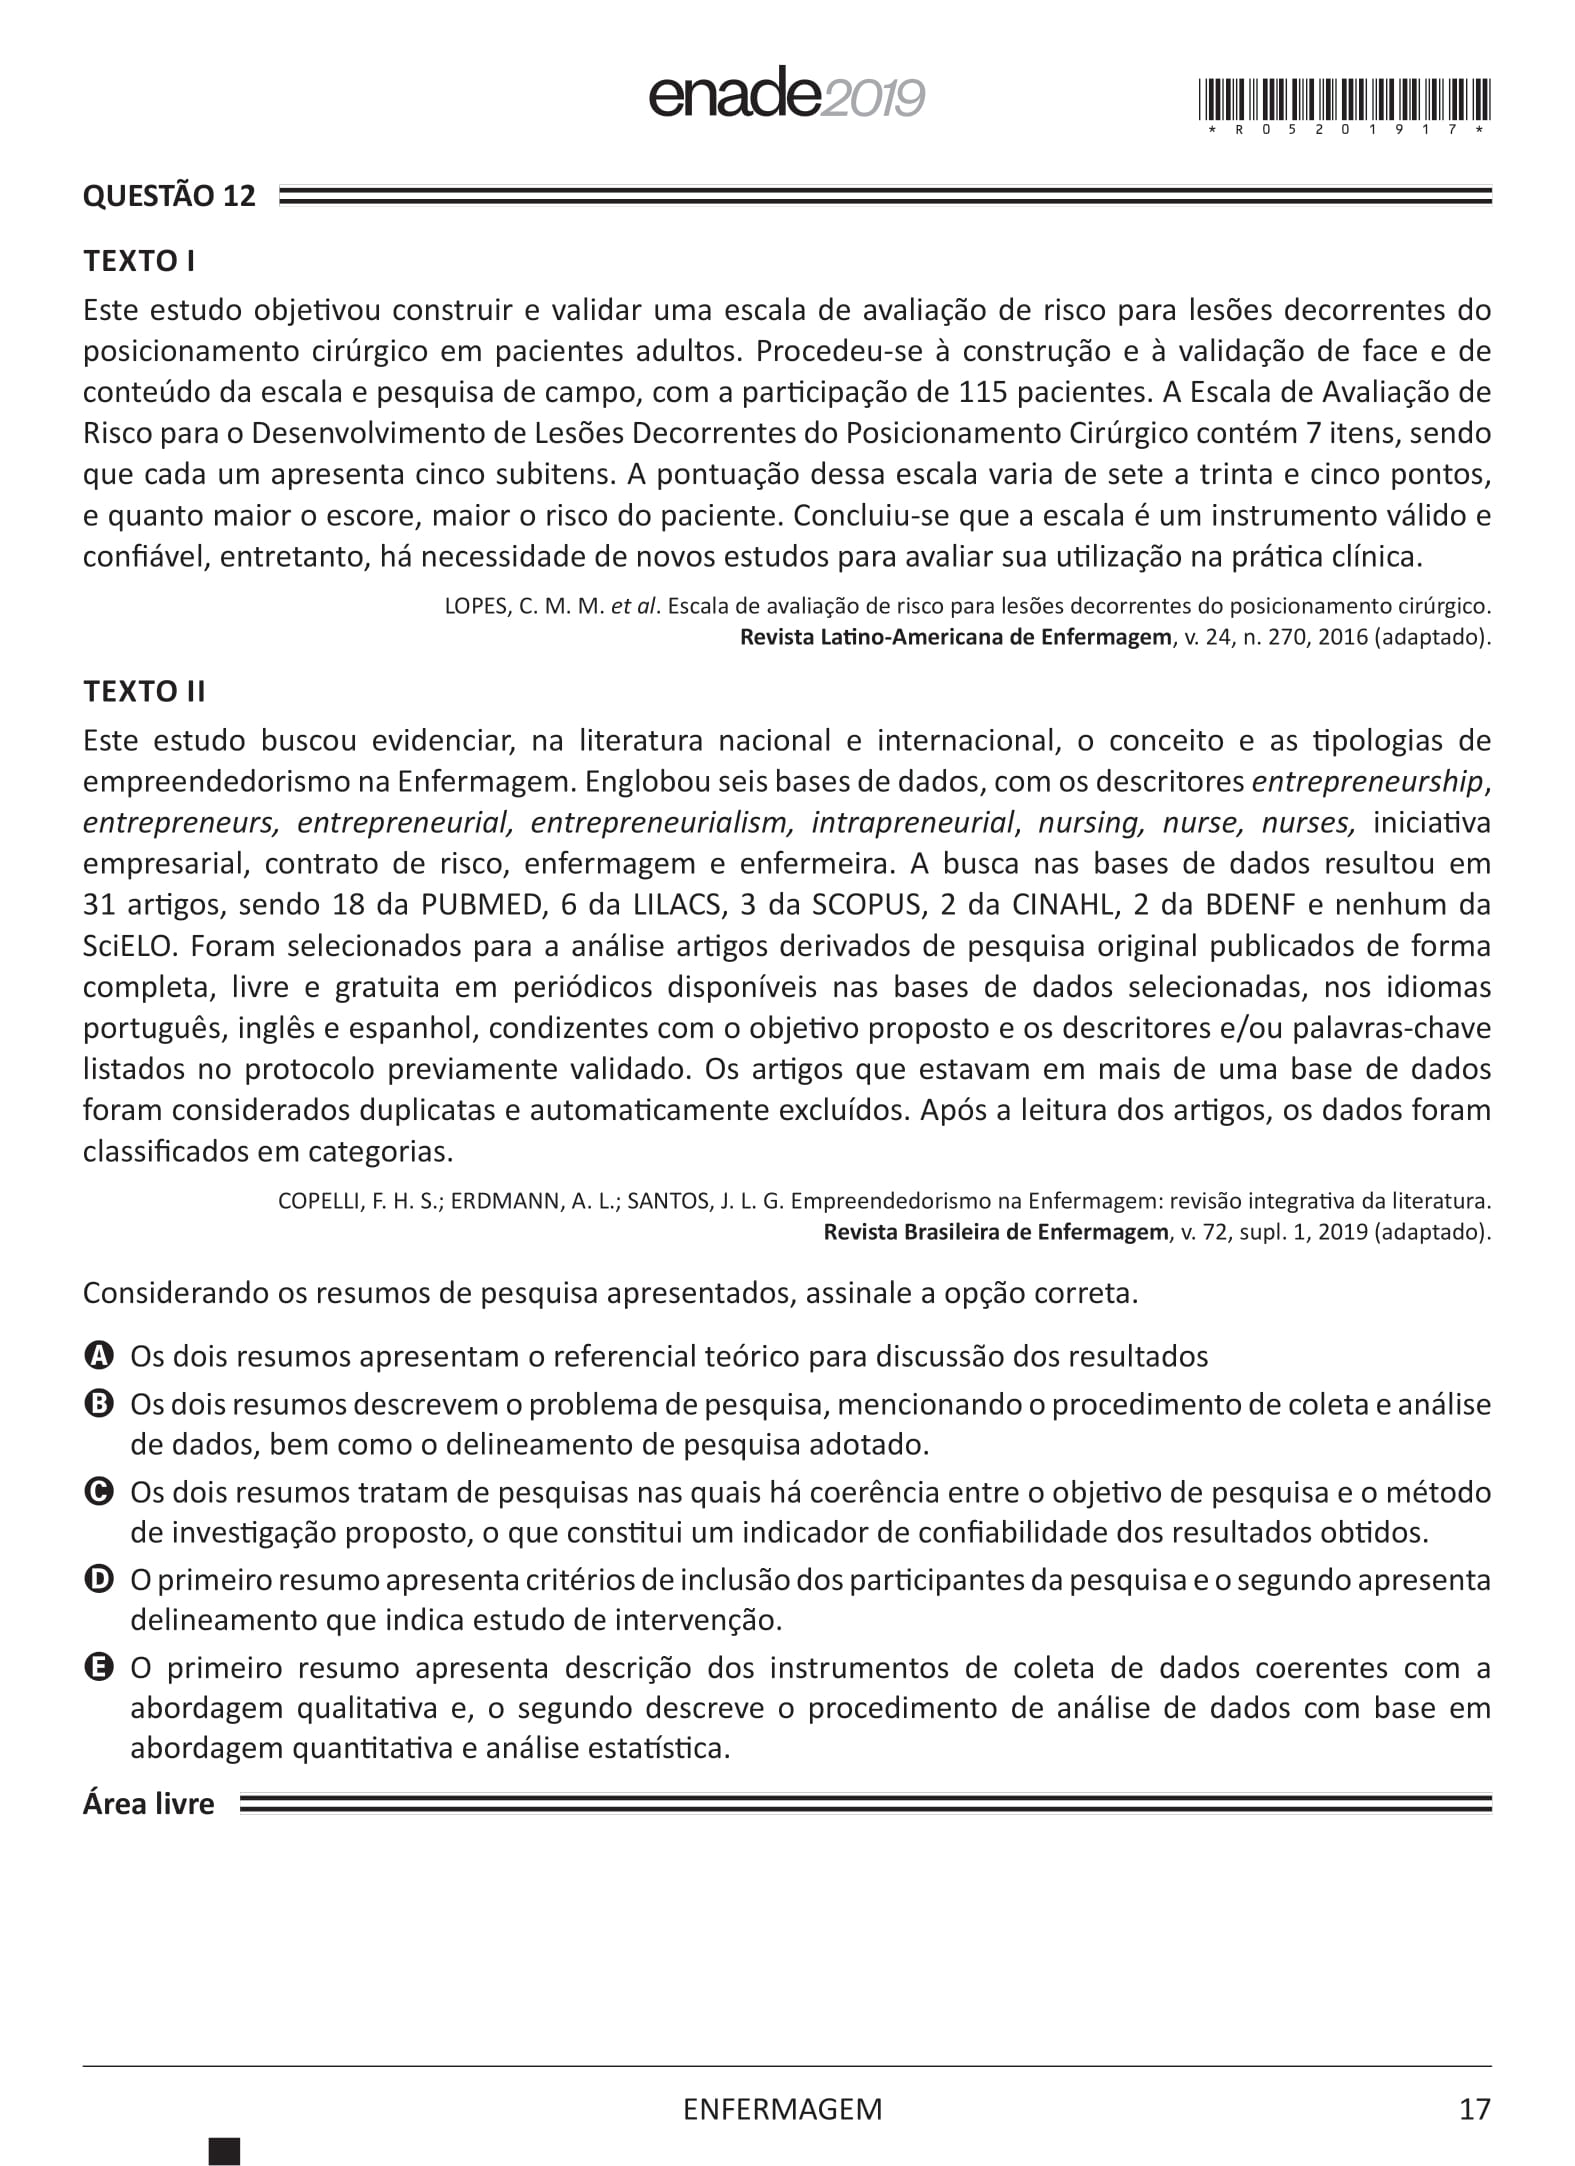 enade2019
*R05201917*
QUESTÃO 12
TEXTO I
Este estudo objetivou construir e validar uma escala de avaliação de risco para lesões decorrentes do
posicionamento cirúrgico em pacientes adultos. Procedeu-se à construção e à validação de face e de
conteúdo da escala e pesquisa de campo, com a participação de 115 pacientes. A Escala de Avaliação de
Risco para o Desenvolvimento de Lesões Decorrentes do Posicionamento Cirúrgico contém 7 itens, sendo
que cada um apresenta cinco subitens. A pontuação dessa escala varia de sete a trinta e cinco pontos,
e quanto maior o escore, maior o risco do paciente. Concluiu-se que a escala é um instrumento válido e
confiável, entretanto, há necessidade de novos estudos para avaliar sua utilização na prática clínica.
LOPES, C. M. M. et al. Escala de avaliação de risco para lesões decorrentes do posicionamento cirúrgico.
Revista Latino-Americana de Enfermagem, v. 24, n. 270, 2016 (adaptado).
TEXTO II
Este estudo buscou evidenciar, na literatura nacional e internacional, o conceito e as tipologias de
empreendedorismo na Enfermagem. Englobou seis bases de dados, com os descritores entrepreneurship,
entrepreneurs, entrepreneurial, entrepreneurialism, intrapreneurial, nursing, nurse, nurses, iniciativa
empresarial, contrato de risco, enfermagem e enfermeira. A busca nas bases de dados resultou em
31 artigos, sendo 18 da PUBMED, 6 da LILACS, 3 da SCOPUS, 2 da CINAHL, 2 da BDENF e nenhum da
SciELO. Foram selecionados para a análise artigos derivados de pesquisa original publicados de forma
completa, livre e gratuita em periódicos disponíveis nas bases de dados selecionadas, nos idiomas
português, inglês e espanhol, condizentes com o objetivo proposto e os descritores e/ou palavras-chave
listados no protocolo previamente validado. Os artigos que estavam em mais de uma base de dados
foram considerados duplicatas e automaticamente excluídos. Após a leitura dos artigos, os dados foram
classificados em categorias.
COPELLI, F. H. S.; ERDMANN, A. L.; SANTOS, J. L. G. Empreendedorismo na Enfermagem: revisão integrativa da literatura.
Revista Brasileira de Enfermagem, v. 72, supl. 1, 2019 (adaptado).
Considerando os resumos de pesquisa apresentados, assinale a opção correta.
A Os dois resumos apresentam o referencial teórico para discussão dos resultados
B Os dois resumos descrevem o problema de pesquisa, mencionando o procedimento de coleta e análise
de dados, bem como o delineamento de pesquisa adotado.
C Os dois resumos tratam de pesquisas nas quais há coerência entre o objetivo de pesquisa e o método
de investigação proposto, o que constitui um indicador de confiabilidade dos resultados obtidos.
D O primeiro resumo apresenta critérios de inclusão dos participantes da pesquisa e o segundo apresenta
delineamento que indica estudo de intervenção.
E O primeiro resumo apresenta descrição dos instrumentos de coleta de dados coerentes com a
abordagem qualitativa e, o segundo descreve o procedimento de análise de dados com base em
abordagem quantitativa e análise estatística.
Área livre
ENFERMAGEM
17